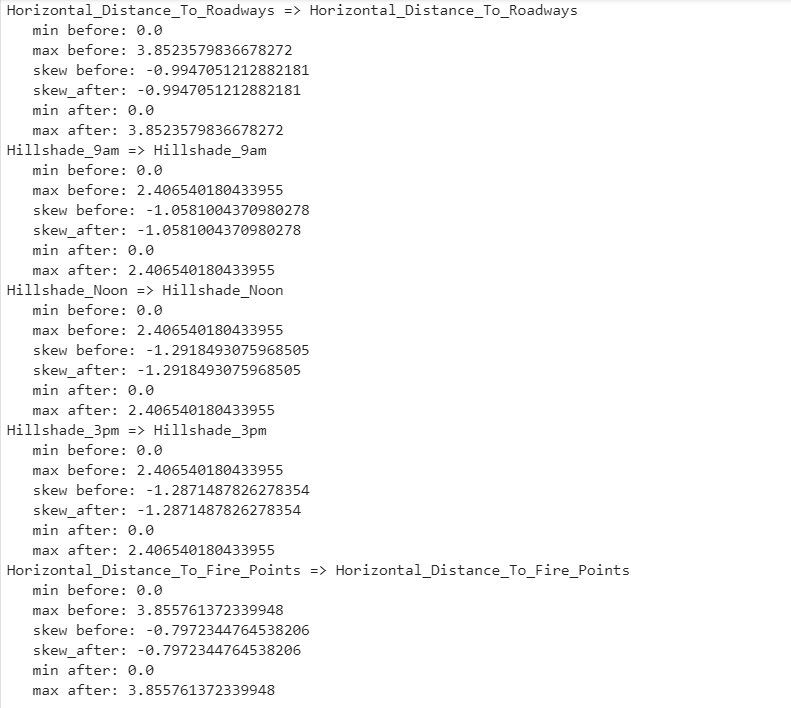 Horizontal_Distance_To_Roadways => Horizontal_Distance_To_Roadways
min before: 0.0
max before: 3.8523579836678272
skew before: -0.9947051212882181
skew_after: -0.9947051212882181
min after: 0.0
max after: 3.8523579836678272
Hillshade_9am => Hillshade_9am
min before: 0.0
max before: 2.406540180433955
skew before: -1.0581004370980278
skew_after: -1.0581004370980278
min after: 0.0
max after: 2.406540180433955
Hillshade_Noon => Hillshade_Noon
min before: 0.0
max before: 2.406540180433955
skew before: -1.2918493075968505
skew_after: -1.2918493075968505
min after: 0.0
max after: 2.406540180433955
Hillshade_3pm => Hillshade_3pm
min before: 0.0
max before: 2.406540180433955
skew before: -1.2871487826278354
skew_after: -1.2871487826278354
min after: 0.0
max after: 2.406540180433955
Horizontal_Distance_To_Fire_Points => Horizontal_Distance_To_Fire_Points
min before: 0.0
max before: 3.855761372339948
skew before: -0.7972344764538206
skew_after: -0.7972344764538206
min after: 0.0
max after: 3.855761372339948